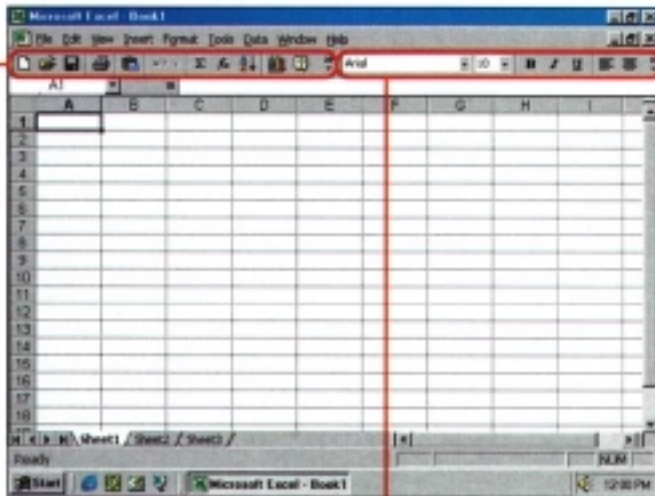 Microsoft Excel - Book1
File Edit View Insert Format Tools Data Window Help
Arial 10 B I U
A1 =
A B C D E F G H I
1
2
3
4
5
6
7
8
9
10
11
12
13
14
15
16
17
18
19
Sheet1 / Sheet2 / Sheet3 /
Ready NUM
Start Microsoft Excel - Book1 12:00 PM